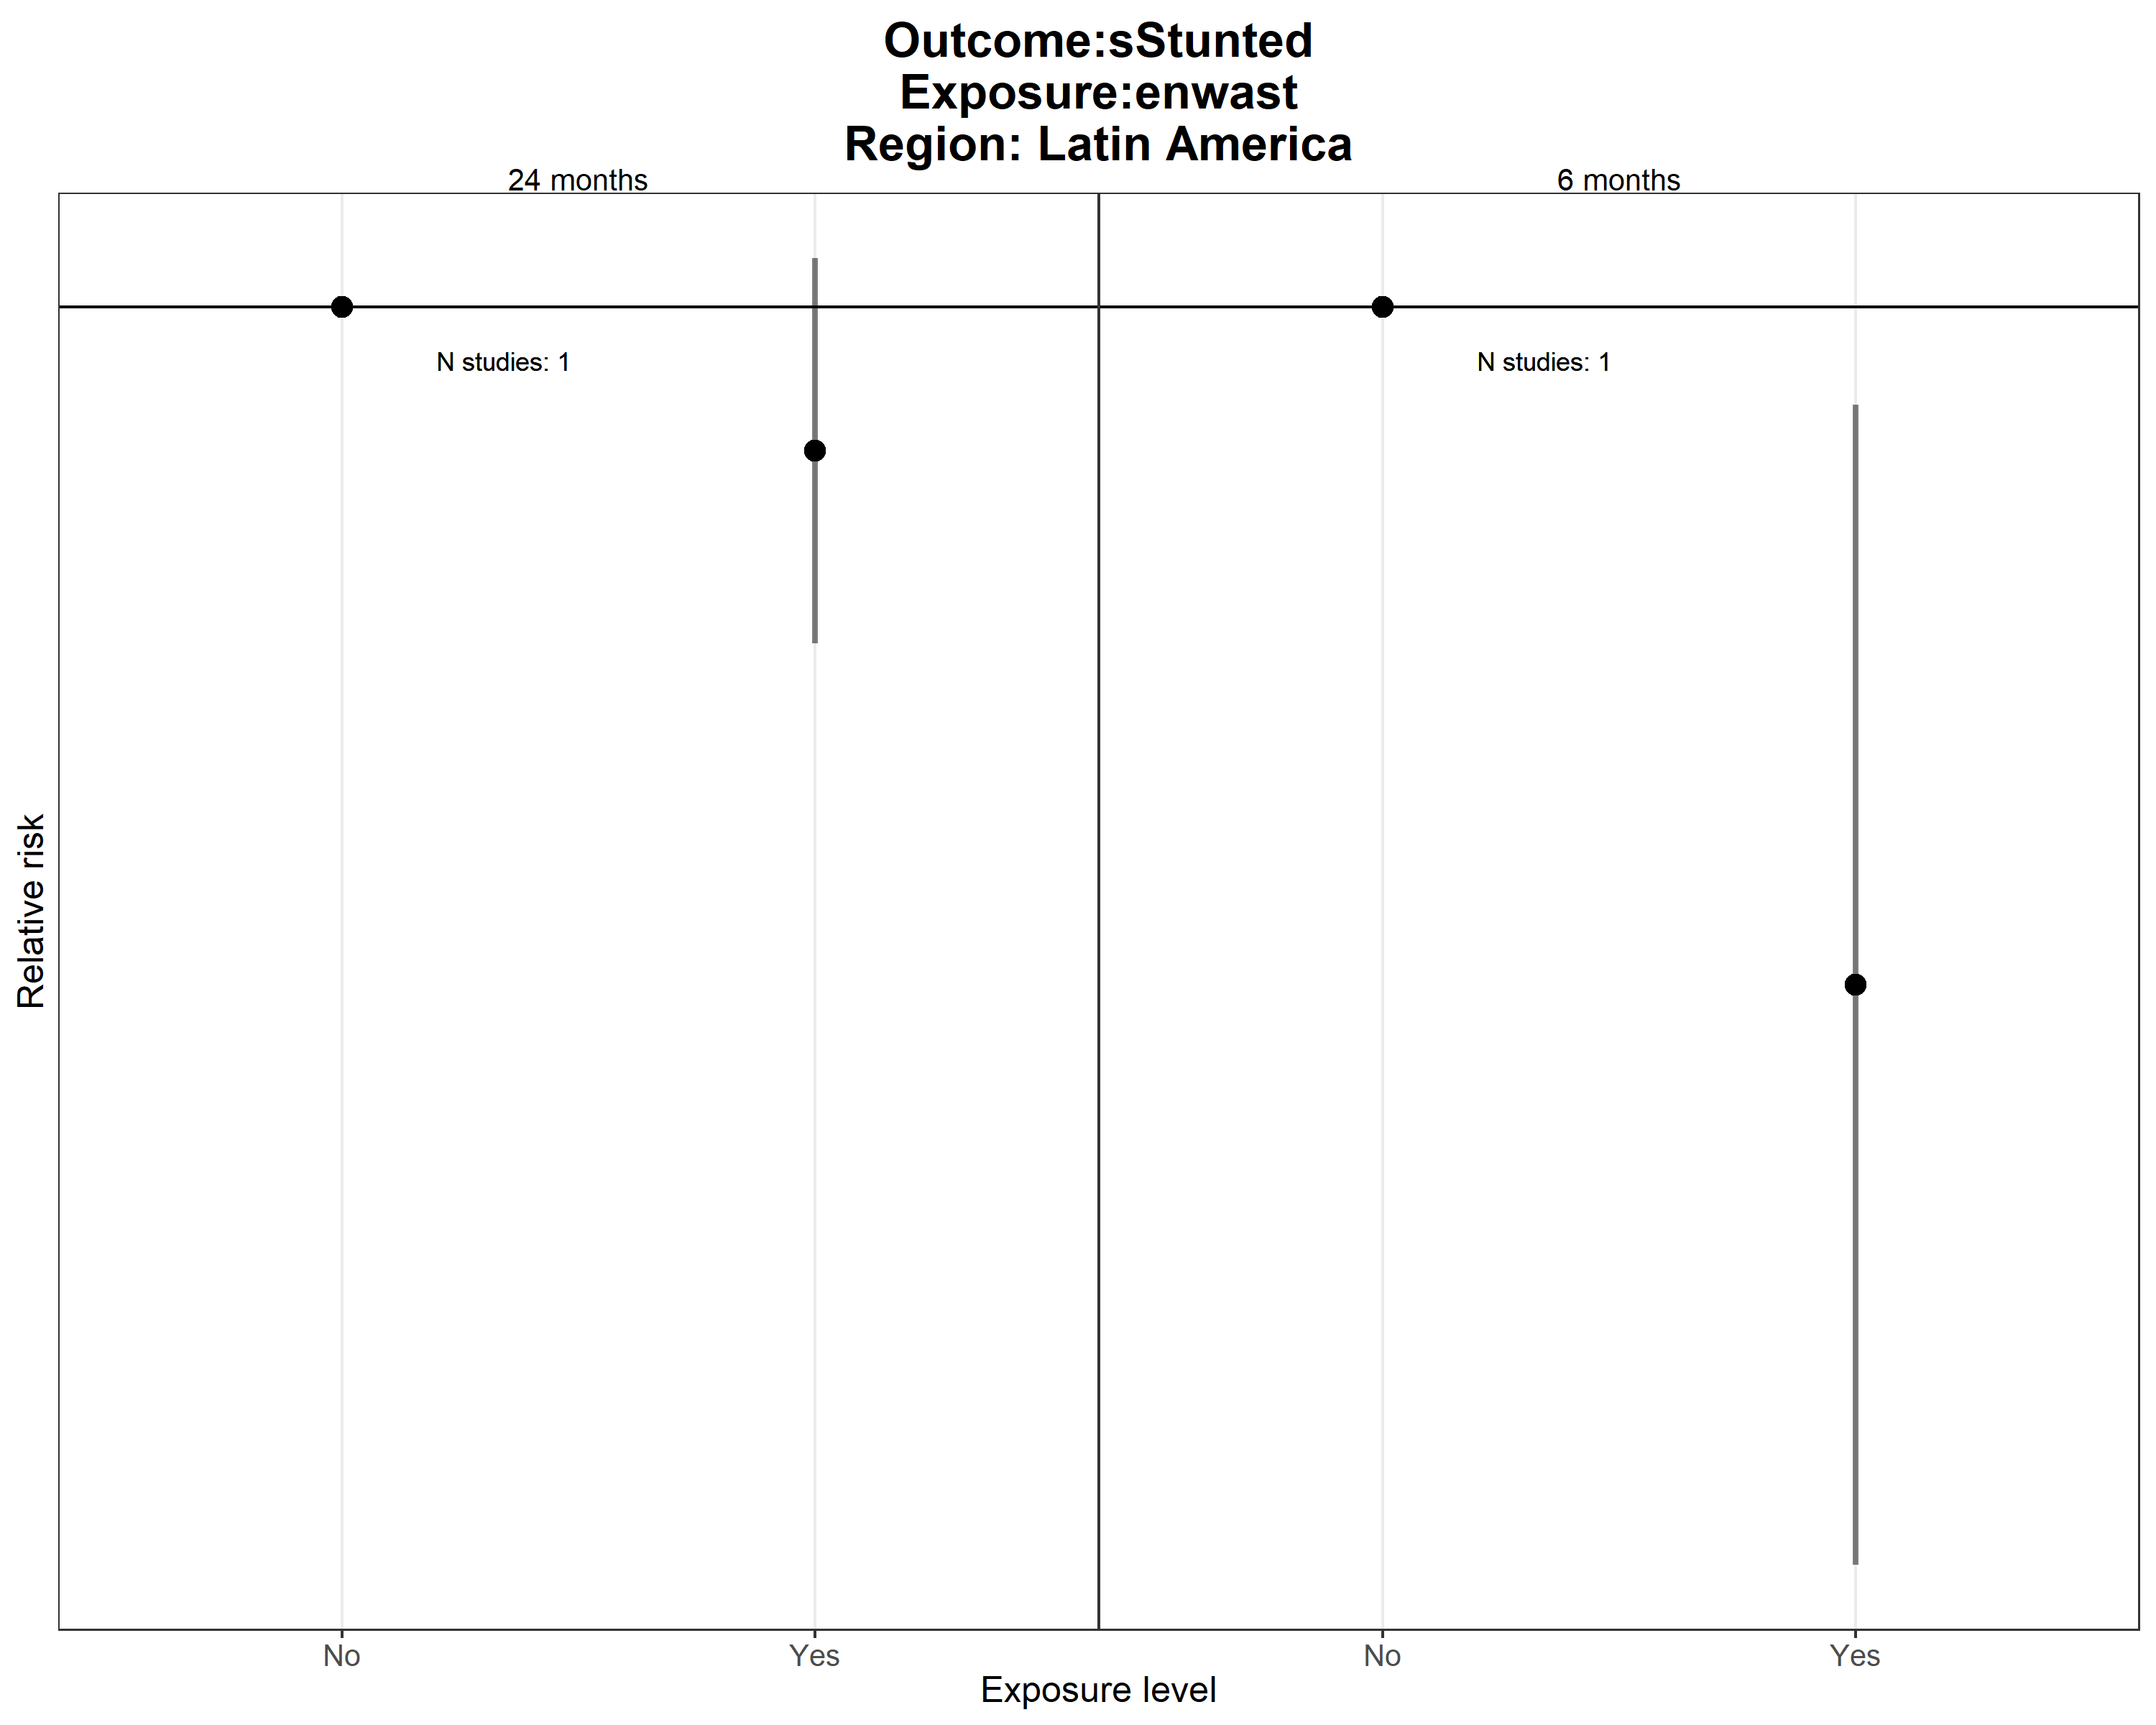 Outcome:sStunted
Exposure:enwast
Region: Latin America
24 months
6 months
N studies: 1
N studies: 1
Relative risk
No
Yes
No
Yes
Exposure level